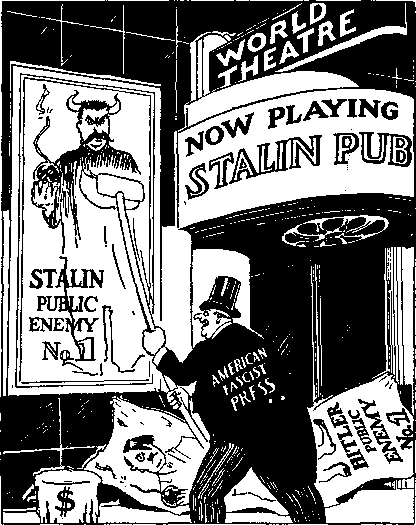 WORLD
THEATRE
NOW PLAYING
STALIN PUB
STALIN
PUBLIC
ENEMY
No. 1
AMERICAN
FASCIST
PRESS
HITLER
PUBLIC
ENEMY
No. 1
$